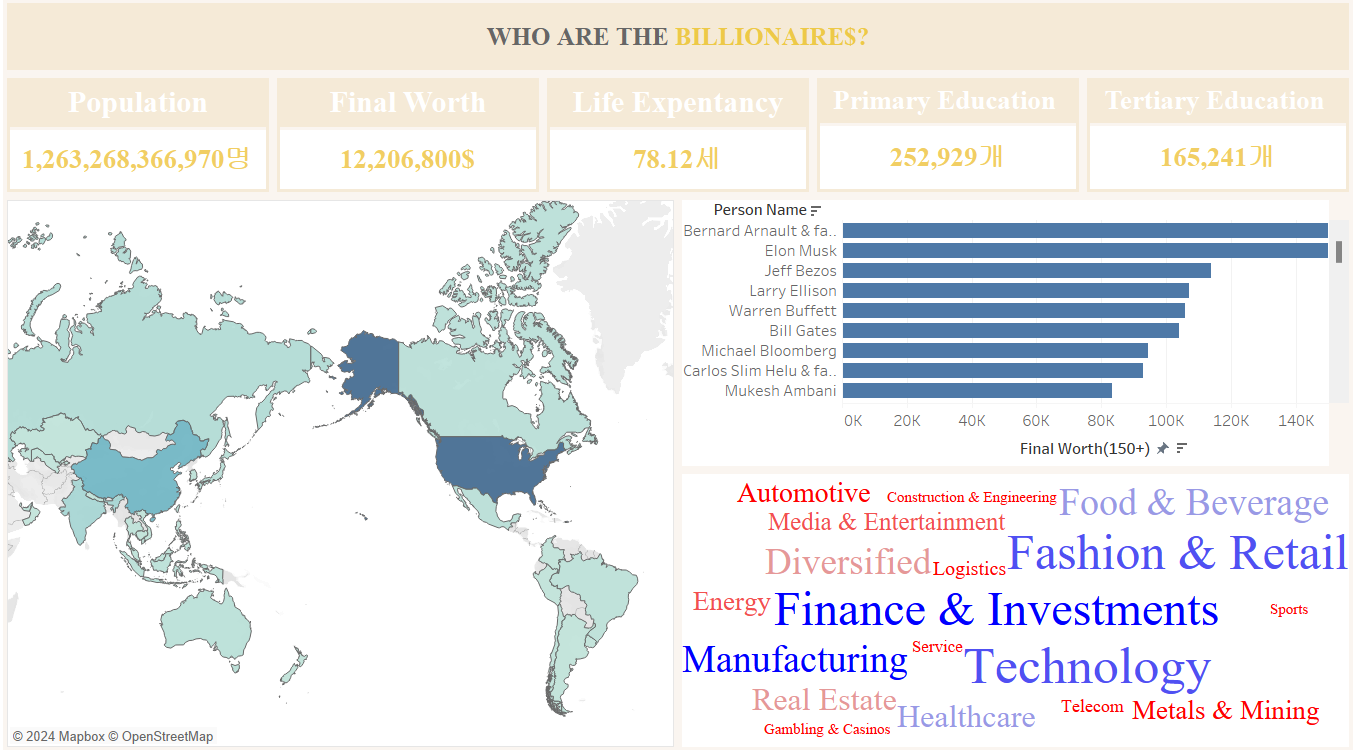 WHO ARE THE BILLIONAIRE$?
Population
1,263,268,366,970명
Final Worth
12,206,800$
Life Expentancy
78.12세
Primary Education
252,929개
Tertiary Education
165,241개
© 2024 Mapbox © OpenStreetMap
Person Name
Bernard Arnault & fa..
Elon Musk
Jeff Bezos
Larry Ellison
Warren Buffett
Bill Gates
Michael Bloomberg
Carlos Slim Helu & fa..
Mukesh Ambani
0K 20K 40K 60K 80K 100K 120K 140K
Final Worth(150+)
Automotive
Construction & Engineering
Food & Beverage
Media & Entertainment
Fashion & Retail
Diversified
Logistics
Energy
Finance & Investments
Sports
Manufacturing
Service
Technology
Real Estate
Healthcare
Telecom
Metals & Mining
Gambling & Casinos